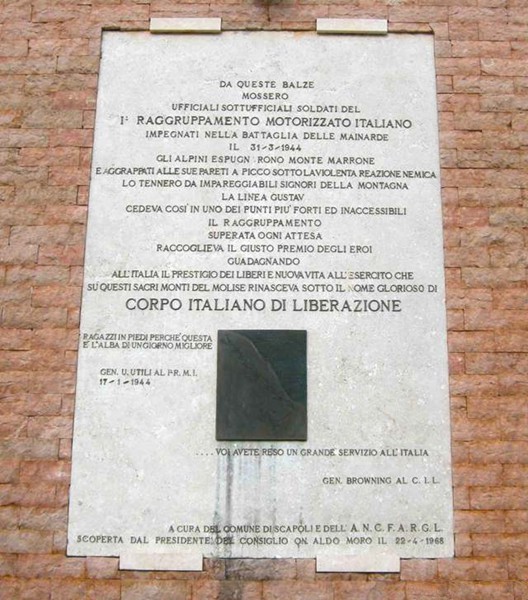 DA QUESTE BALZE
MOSSERO
UFFICIALI SOTTUFFICIALI SOLDATI DEL
I° RAGGRUPPAMENTO MOTORIZZATO ITALIANO
IMPEGNATI NELLA BATTAGLIA DELLE MAINARDE
IL 31-3-1944
GLI ALPINI ESPUGN RONO MONTE MARRONE
E AGGRAPPATI ALLE SUE PARETI A PICCO SOTTO LA VIOLENTA REAZIONE NEMICA
LO TENNERO DA IMPAREGGIABILI SIGNORI DELLA MONTAGNA
LA LINEA GUSTAV
CEDEVA COSI' IN UNO DEI PUNTI PIU' FORTI ED INACCESSIBILI
IL RAGGRUPPAMENTO
SUPERATA OGNI ATTESA
RACCOGLIEVA IL GIUSTO PREMIO DEGLI EROI
GUADAGNANDO
ALL'ITALIA IL PRESTIGIO DEI LIBERI E NUOVA VITA ALL'ESERCITO CHE
SU QUESTI SACRI MONTI DEL MOLISE RINASCEVA SOTTO IL NOME GLORIOSO DI
CORPO ITALIANO DI LIBERAZIONE
RAGAZZI IN PIEDI PERCHE' QUESTA
E' L'ALBA DI UN GIORNO MIGLIORE
GEN. U. UTILI AL I° R. M. I.
17-1-1944
.... VOI AVETE RESO UN GRANDE SERVIZIO ALL'ITALIA
GEN. BROWNING AL C. I. L.
A CURA DEL COMUNE DI SCAPOLI E DELL' A. N. C. F. A. R. G. L.
SCOPERTA DAL PRESIDENTE DEL CONSIGLIO ON. ALDO MORO IL 22-4-1968